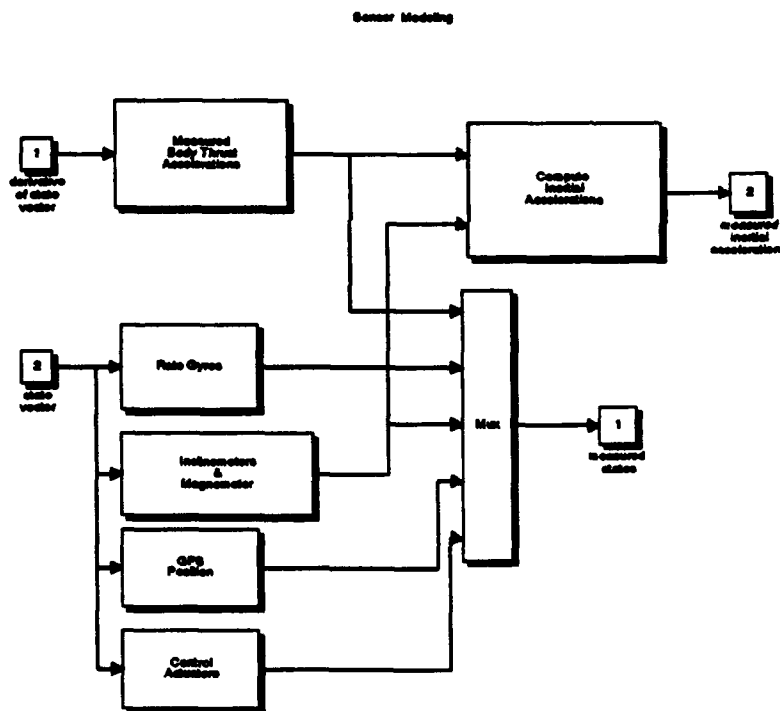 Sensor Modeling
1
derivative
of state
vector
Measured
Body Thrust
Accelerations
Compute
Inertial
Accelerations
2
measured
inertial
acceleration
2
state
vector
Rate Gyros
Inclinometers
&
Magnometer
GPS
Position
Control
Actuators
Mux
1
measured
states